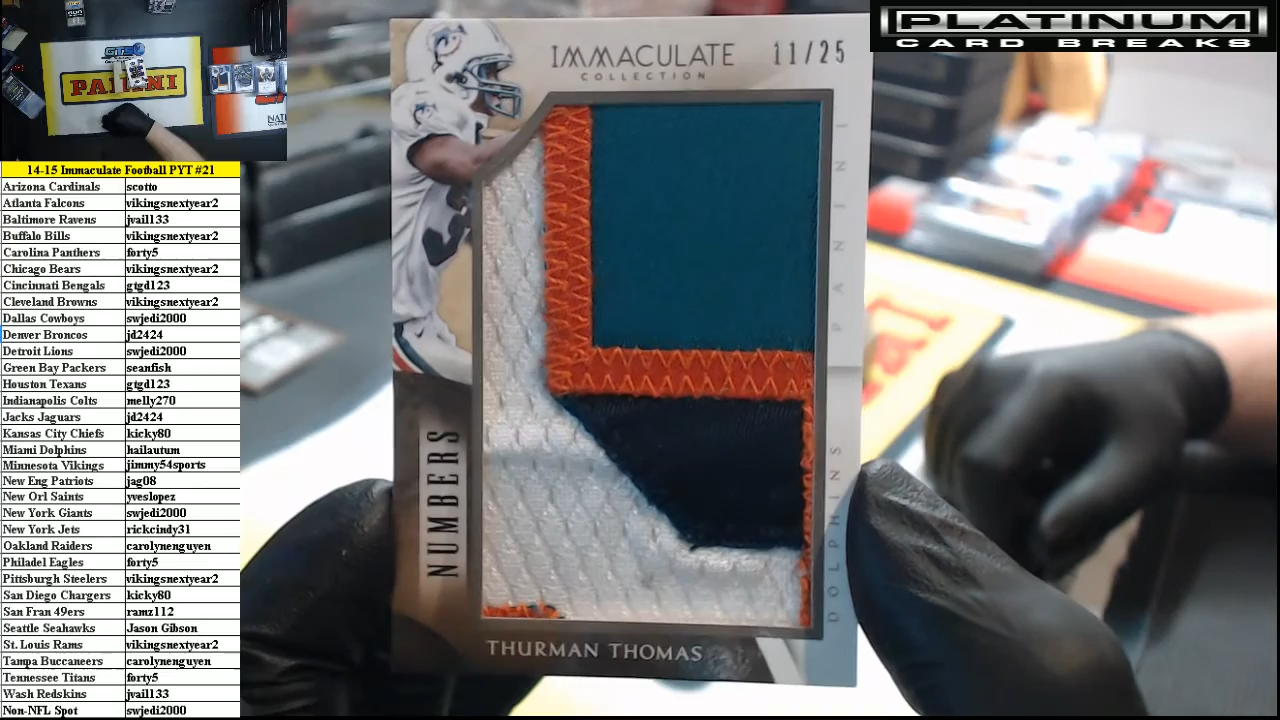 PLATINUM
CARD BREAKS
PANINI
14-15 Immaculate Football PYT #21
Arizona Cardinals scotto
Atlanta Falcons vikingsnextyear2
Baltimore Ravens jvail133
Buffalo Bills vikingsnextyear2
Carolina Panthers forty5
Chicago Bears vikingsnextyear2
Cincinnati Bengals gtgd123
Cleveland Browns vikingsnextyear2
Dallas Cowboys swjedi2000
Denver Broncos jd2424
Detroit Lions swjedi2000
Green Bay Packers seanfish
Houston Texans gtgd123
Indianapolis Colts melly270
Jacks Jaguars jd2424
Kansas City Chiefs kicky80
Miami Dolphins hailautum
Minnesota Vikings jimmy54sports
New Eng Patriots jag08
New Orl Saints yveslopez
New York Giants swjedi2000
New York Jets rickcindy31
Oakland Raiders carolynenguyen
Philadel Eagles forty5
Pittsburgh Steelers vikingsnextyear2
San Diego Chargers kicky80
San Fran 49ers ramz112
Seattle Seahawks Jason Gibson
St. Louis Rams vikingsnextyear2
Tampa Buccaneers carolynenguyen
Tennesee Titans forty5
Wash Redskins jvail133
Non-NFL Spot swjedi2000
IMMACULATE
COLLECTION
11/25
PANINI
DOLPHINS
NUMBERS
THURMAN THOMAS